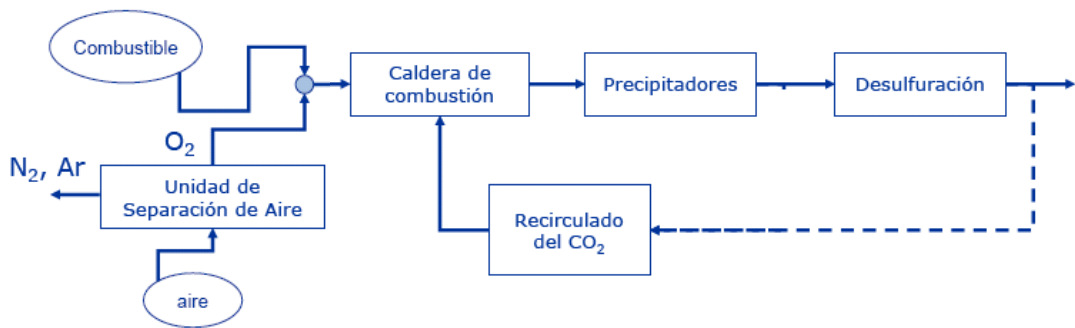 Combustible
Caldera de
combustión
Precipitadores
Desulfuración
O₂
N₂, Ar
Unidad de
Separación de Aire
Recirculado
del CO₂
aire